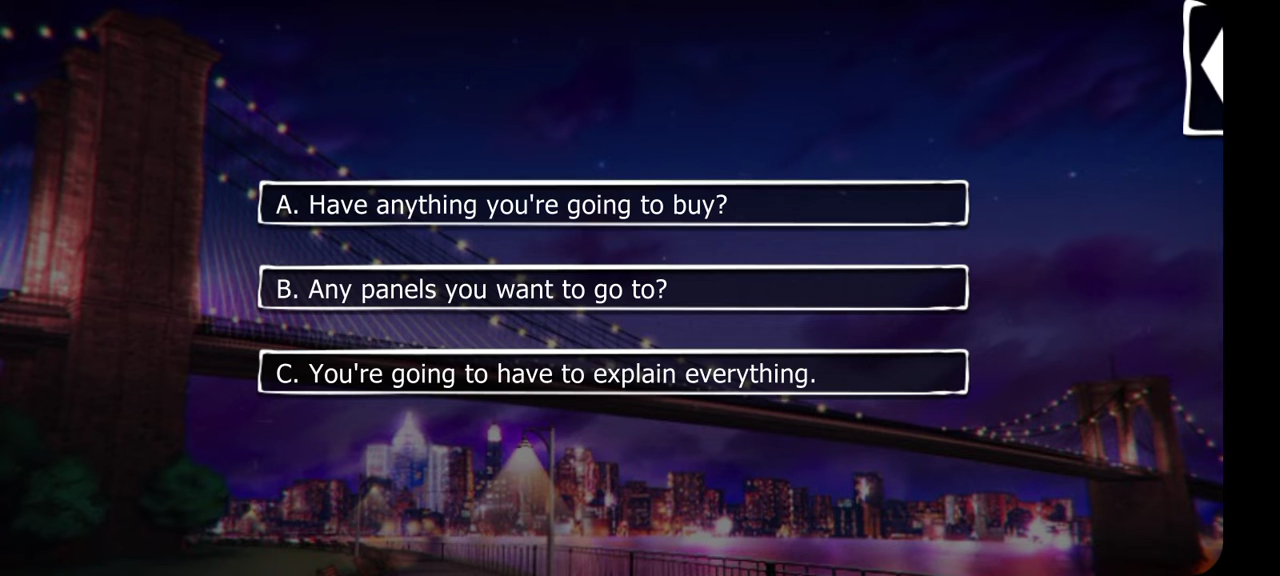 A. Have anything you're going to buy?
B. Any panels you want to go to?
C. You're going to have to explain everything.